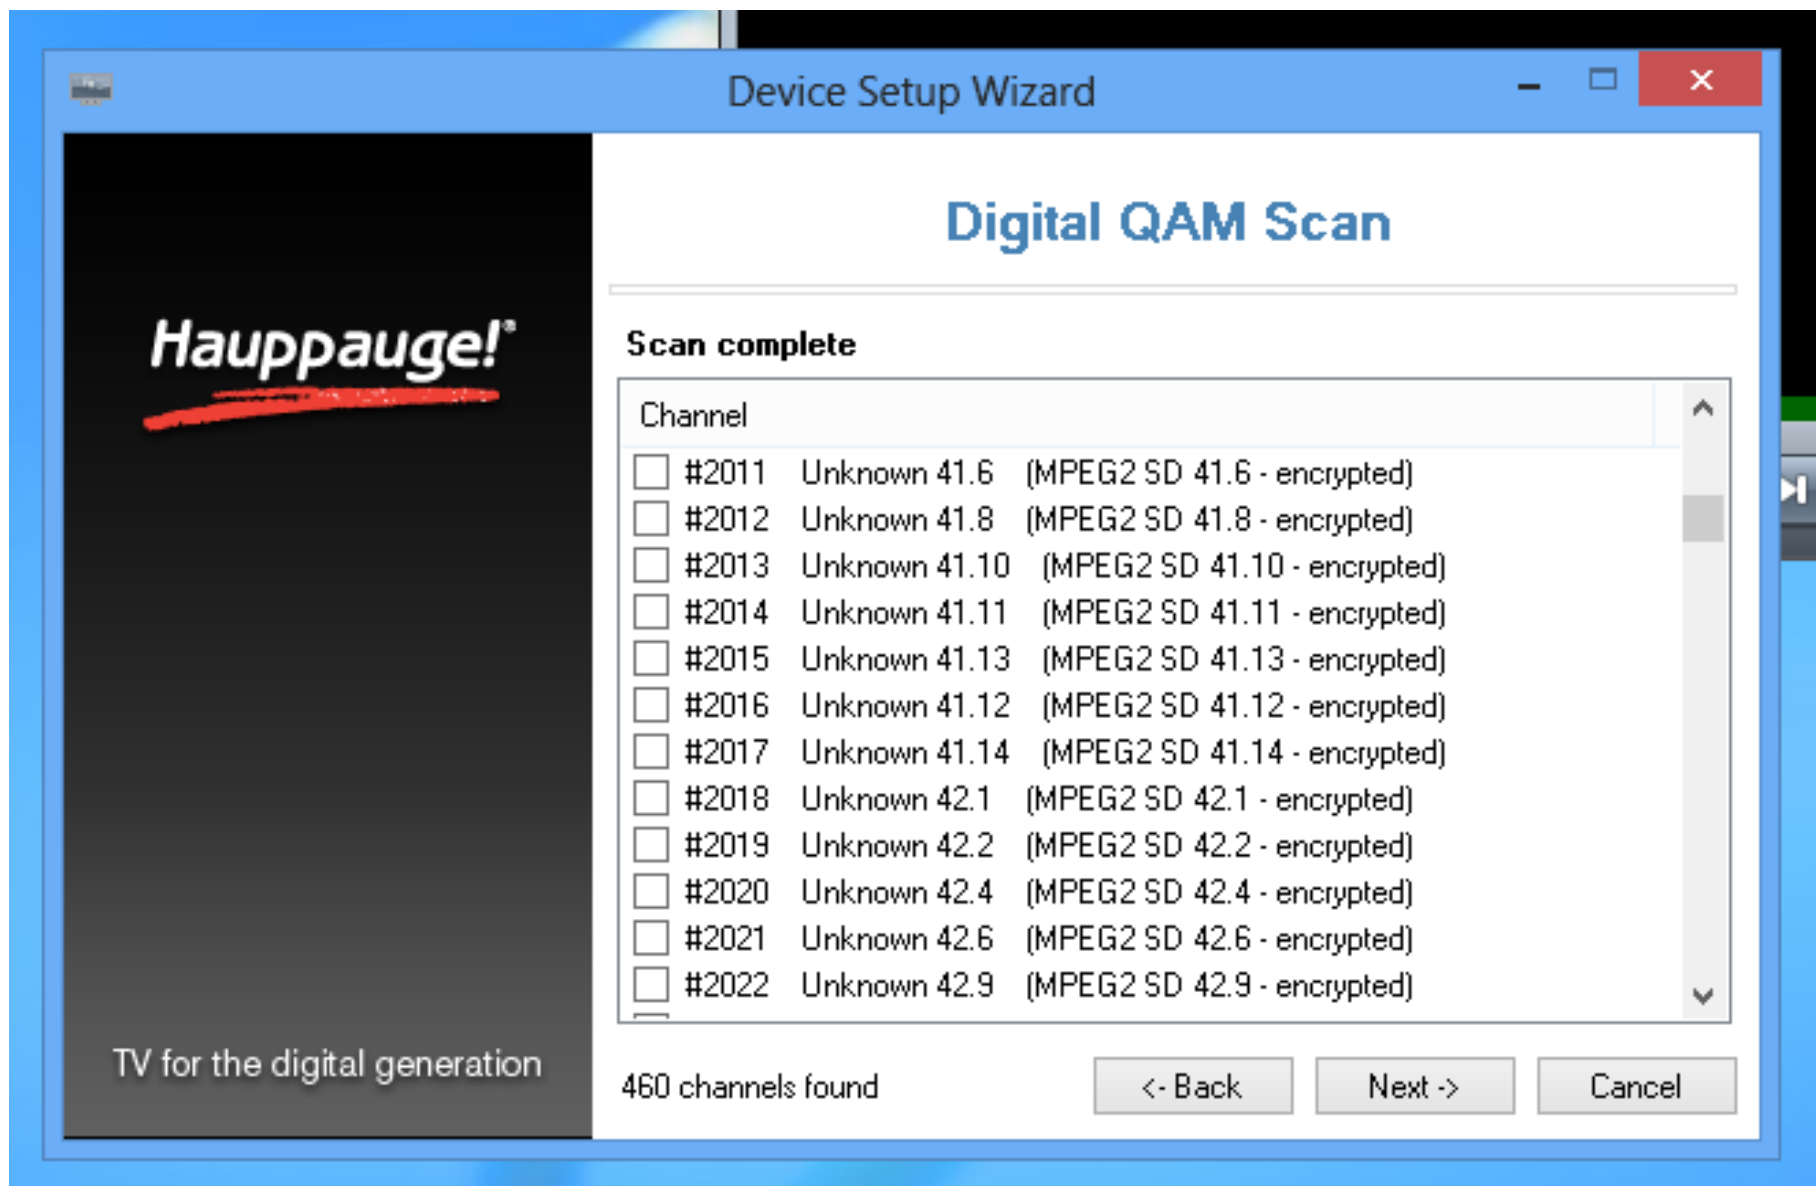 Device Setup Wizard
Digital QAM Scan
Hauppauge!®
Scan complete
Channel
#2011 Unknown 41.6 (MPEG2 SD 41.6 - encrypted)
#2012 Unknown 41.8 (MPEG2 SD 41.8 - encrypted)
#2013 Unknown 41.10 (MPEG2 SD 41.10 - encrypted)
#2014 Unknown 41.11 (MPEG2 SD 41.11 - encrypted)
#2015 Unknown 41.13 (MPEG2 SD 41.13 - encrypted)
#2016 Unknown 41.12 (MPEG2 SD 41.12 - encrypted)
#2017 Unknown 41.14 (MPEG2 SD 41.14 - encrypted)
#2018 Unknown 42.1 (MPEG2 SD 42.1 - encrypted)
#2019 Unknown 42.2 (MPEG2 SD 42.2 - encrypted)
#2020 Unknown 42.4 (MPEG2 SD 42.4 - encrypted)
#2021 Unknown 42.6 (MPEG2 SD 42.6 - encrypted)
#2022 Unknown 42.9 (MPEG2 SD 42.9 - encrypted)
TV for the digital generation
460 channels found
<- Back
Next ->
Cancel